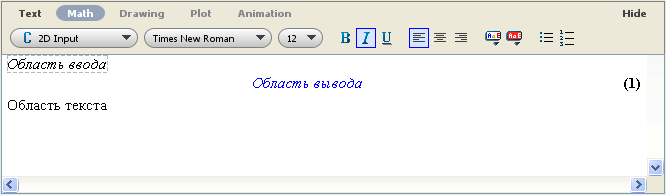 Text Math Drawing Plot Animation Hide
C 2D Input Times New Roman 12 B I U
Область ввода
Область вывода (1)
Область текста